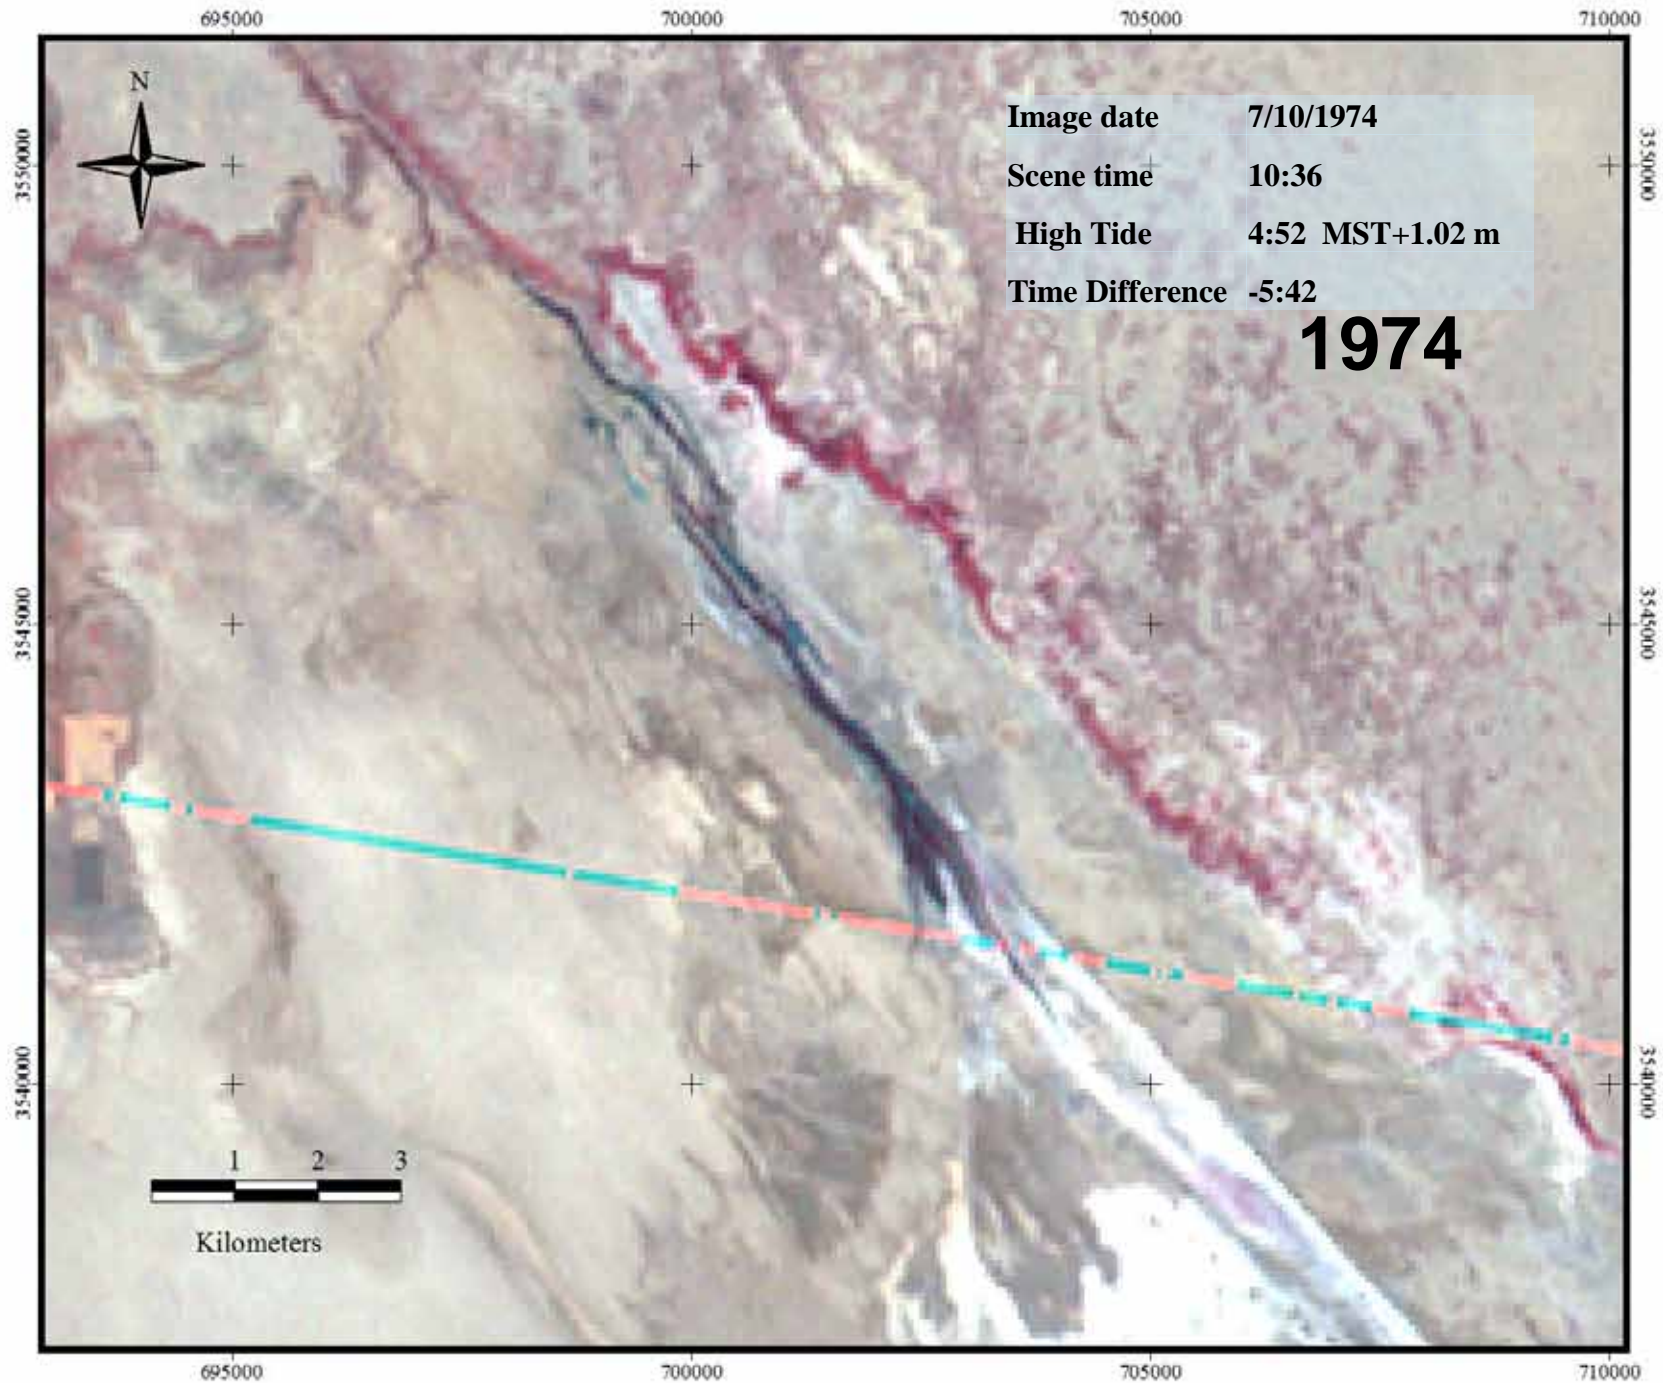 695000 700000 705000 710000
N
Image date 7/10/1974
Scene time 10:36
High Tide 4:52 MST+1.02 m
Time Difference -5:42
1974
3550000 3550000
3545000 3545000
3540000 3540000
1 2 3
Kilometers
695000 700000 705000 710000